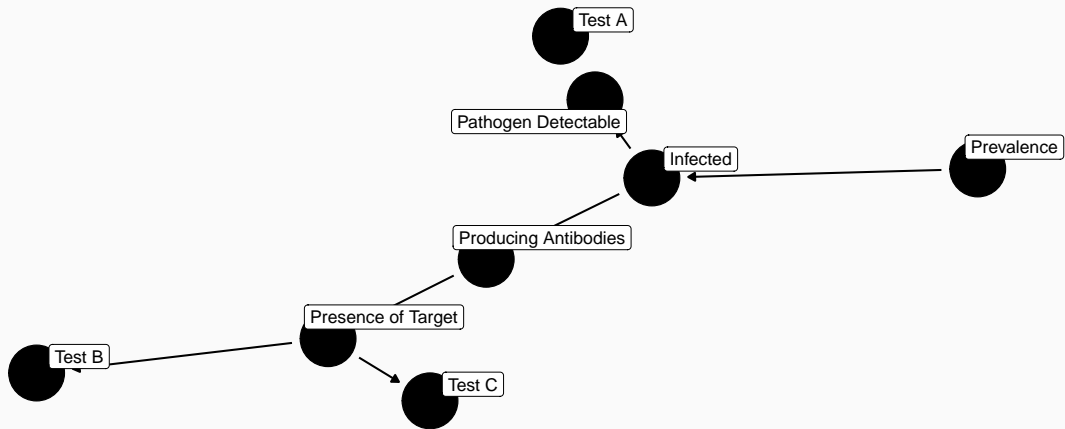 Test A
Pathogen Detectable
Prevalence
Infected
Producing Antibodies
Presence of Target
Test B
Test C